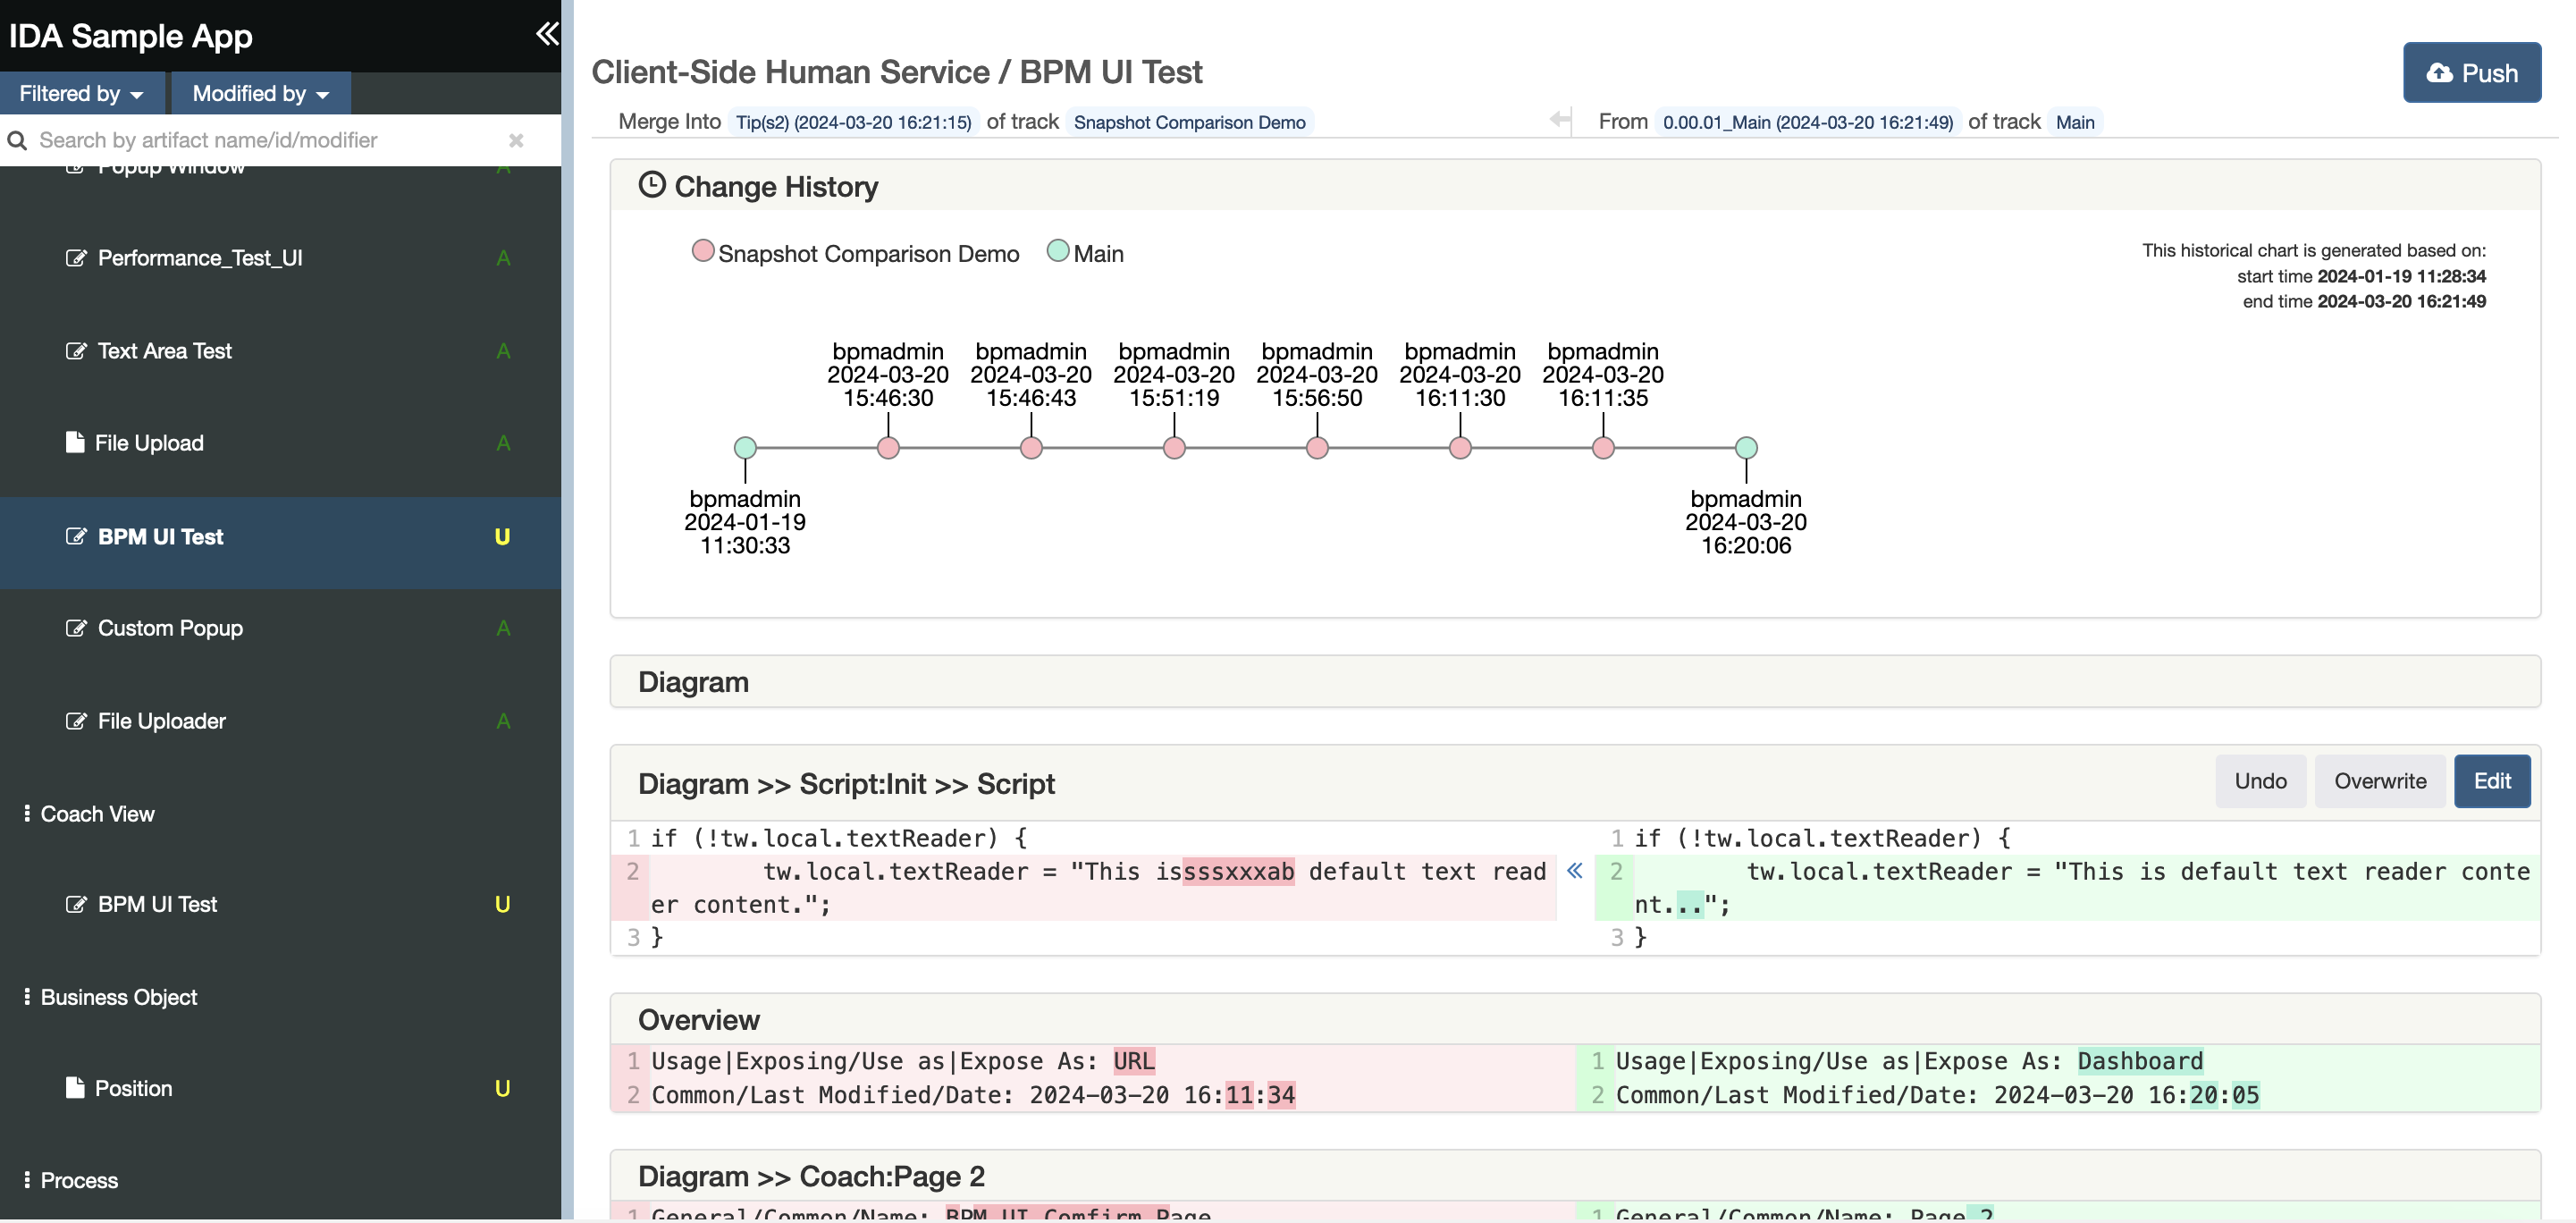 IDA Sample App
Filtered by
Modified by
Search by artifact name/id/modifier
Popup Window A
Performance_Test_UI A
Text Area Test A
File Upload A
BPM UI Test U
Custom Popup A
File Uploader A
Coach View
BPM UI Test U
Business Object
Position U
Process
Client-Side Human Service / BPM UI Test
Push
Merge Into Tip(s2) (2024-03-20 16:21:15) of track Snapshot Comparison Demo
From 0.00.01_Main (2024-03-20 16:21:49) of track Main
Change History
Snapshot Comparison Demo Main
This historical chart is generated based on:
start time 2024-01-19 11:28:34
end time 2024-03-20 16:21:49
bpmadmin
2024-03-20
15:46:30
bpmadmin
2024-03-20
15:46:43
bpmadmin
2024-03-20
15:51:19
bpmadmin
2024-03-20
15:56:50
bpmadmin
2024-03-20
16:11:30
bpmadmin
2024-03-20
16:11:35
bpmadmin
2024-01-19
11:30:33
bpmadmin
2024-03-20
16:20:06
Diagram
Diagram >> Script:Init >> Script
Undo Overwrite Edit
1 if (!tw.local.textReader) {
2 tw.local.textReader = "This issssxxxab default text read
er content.";
3 }
1 if (!tw.local.textReader) {
2 tw.local.textReader = "This is default text reader conte
nt...";
3 }
Overview
1 Usage|Exposing/Use as|Expose As: URL
2 Common/Last Modified/Date: 2024-03-20 16:11:34
1 Usage|Exposing/Use as|Expose As: Dashboard
2 Common/Last Modified/Date: 2024-03-20 16:20:05
Diagram >> Coach:Page 2
1 General/Common/Name: BPM UI Comfirm Page
1 General/Common/Name: Page 2